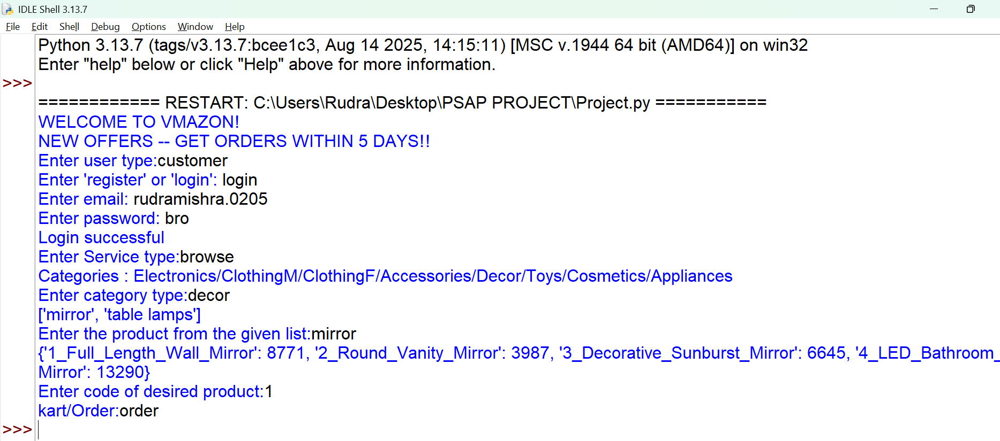 IDLE Shell 3.13.7
File Edit Shell Debug Options Window Help
Python 3.13.7 (tags/v3.13.7:bcee1c3, Aug 14 2025, 14:15:11) [MSC v.1944 64 bit (AMD64)] on win32
Enter "help" below or click "Help" above for more information.
>>>
============ RESTART: C:\Users\Rudra\Desktop\PSAP PROJECT\Project.py ===========
WELCOME TO VMAZON!
NEW OFFERS -- GET ORDERS WITHIN 5 DAYS!!
Enter user type:customer
Enter 'register' or 'login': login
Enter email: rudramishra.0205
Enter password: bro
Login successful
Enter Service type:browse
Categories : Electronics/ClothingM/ClothingF/Accessories/Decor/Toys/Cosmetics/Appliances
Enter category type:decor
['mirror', 'table lamps']
Enter the product from the given list:mirror
{'1_Full_Length_Wall_Mirror': 8771, '2_Round_Vanity_Mirror': 3987, '3_Decorative_Sunburst_Mirror': 6645, '4_LED_Bathroom_
Mirror': 13290}
Enter code of desired product:1
kart/Order:order
>>>